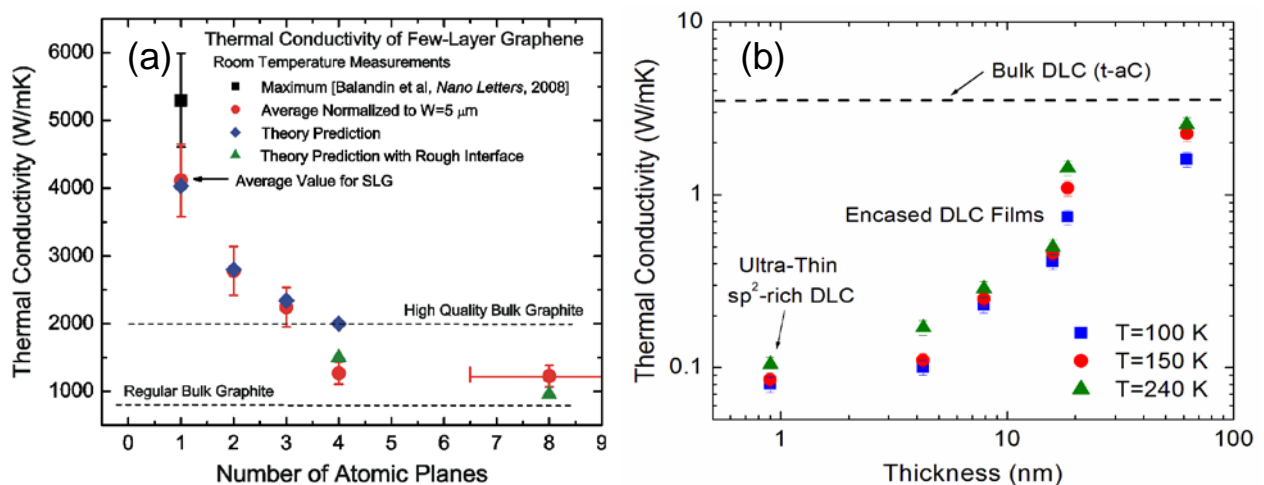 (a)
Thermal Conductivity of Few-Layer Graphene
Room Temperature Measurements
Maximum [Balandin et al, Nano Letters, 2008]
Average Normalized to W=5 μm
Theory Prediction
Theory Prediction with Rough Interface
Average Value for SLG
High Quality Bulk Graphite
Regular Bulk Graphite
Thermal Conductivity (W/mK)
6000
5000
4000
3000
2000
1000
0 1 2 3 4 5 6 7 8 9
Number of Atomic Planes
(b)
Bulk DLC (t-aC)
Encased DLC Films
Ultra-Thin
sp²-rich DLC
T=100 K
T=150 K
T=240 K
Thermal Conductivity (W/mK)
10
1
0.1
1 10 100
Thickness (nm)